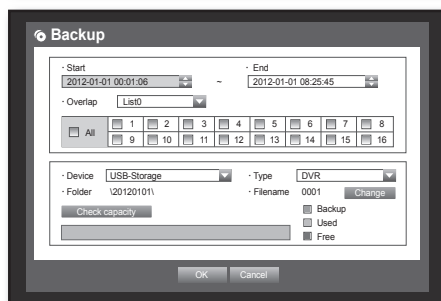 Backup
· Start
· End
2012-01-01 00:01:06
~
2012-01-01 08:25:45
· Overlap
List0
All
1 2 3 4 5 6 7 8
9 10 11 12 13 14 15 16
· Device
USB-Storage
· Type
DVR
· Folder
\20120101\
· Filename
0001
Change
Check capacity
Backup
Used
Free
OK
Cancel